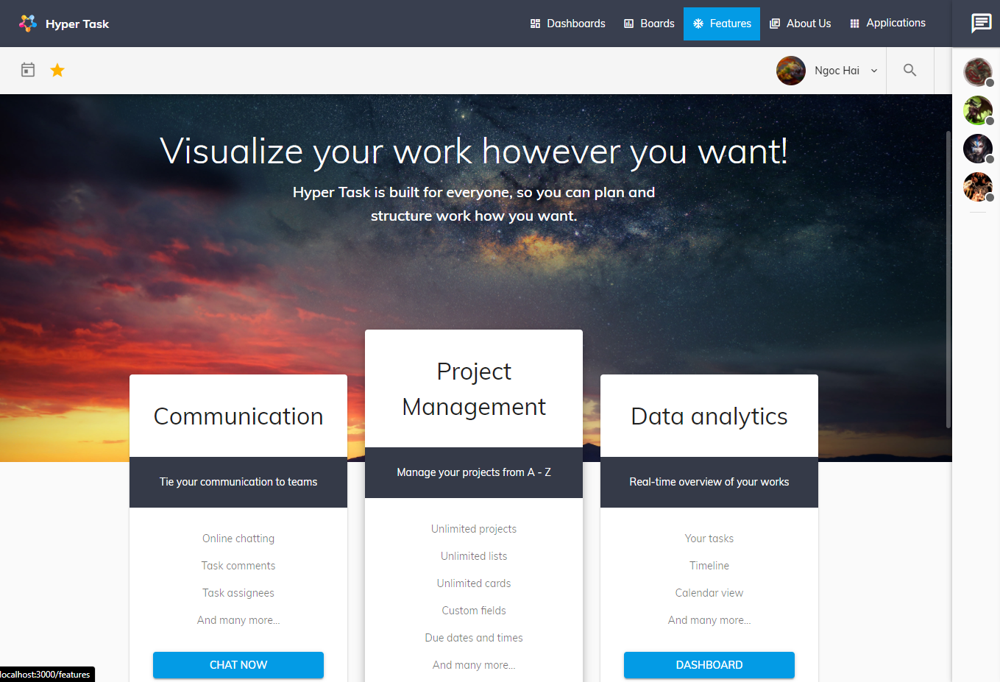 Hyper Task
Dashboards
Boards
Features
About Us
Applications
Ngoc Hai
Visualize your work however you want!
Hyper Task is built for everyone, so you can plan and
structure work how you want.
Communication
Tie your communication to teams
Online chatting
Task comments
Task assignees
And many more...
CHAT NOW
Project
Management
Manage your projects from A - Z
Unlimited projects
Unlimited lists
Unlimited cards
Custom fields
Due dates and times
And many more...
Data analytics
Real-time overview of your works
Your tasks
Timeline
Calendar view
And many more...
DASHBOARD
localhost:3000/features